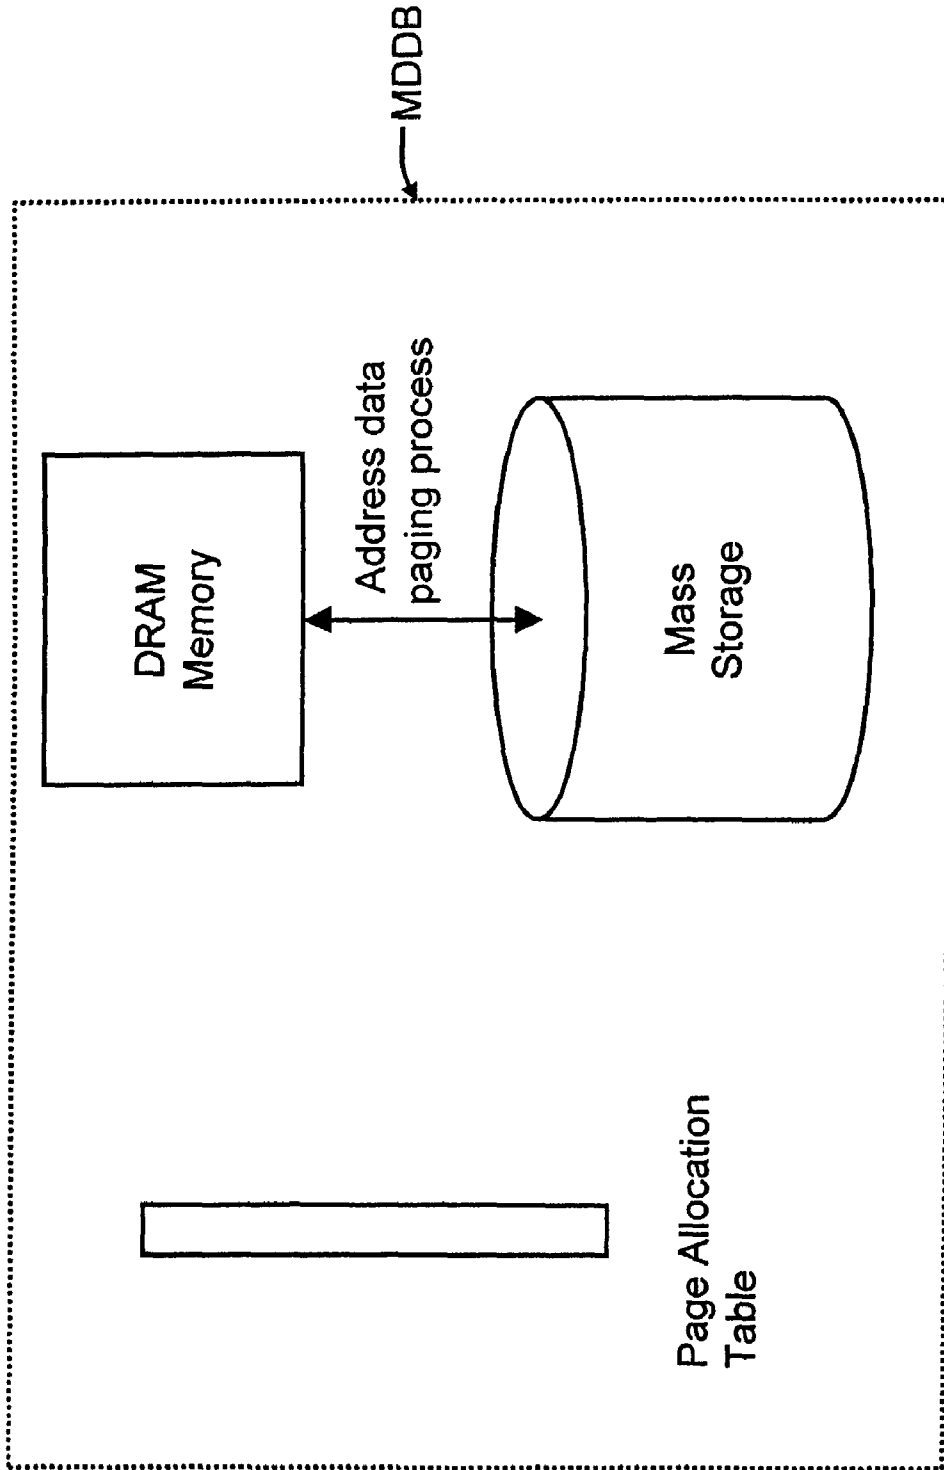 MDDB
DRAM
Memory
Address data
paging process
Mass
Storage
Page Allocation
Table